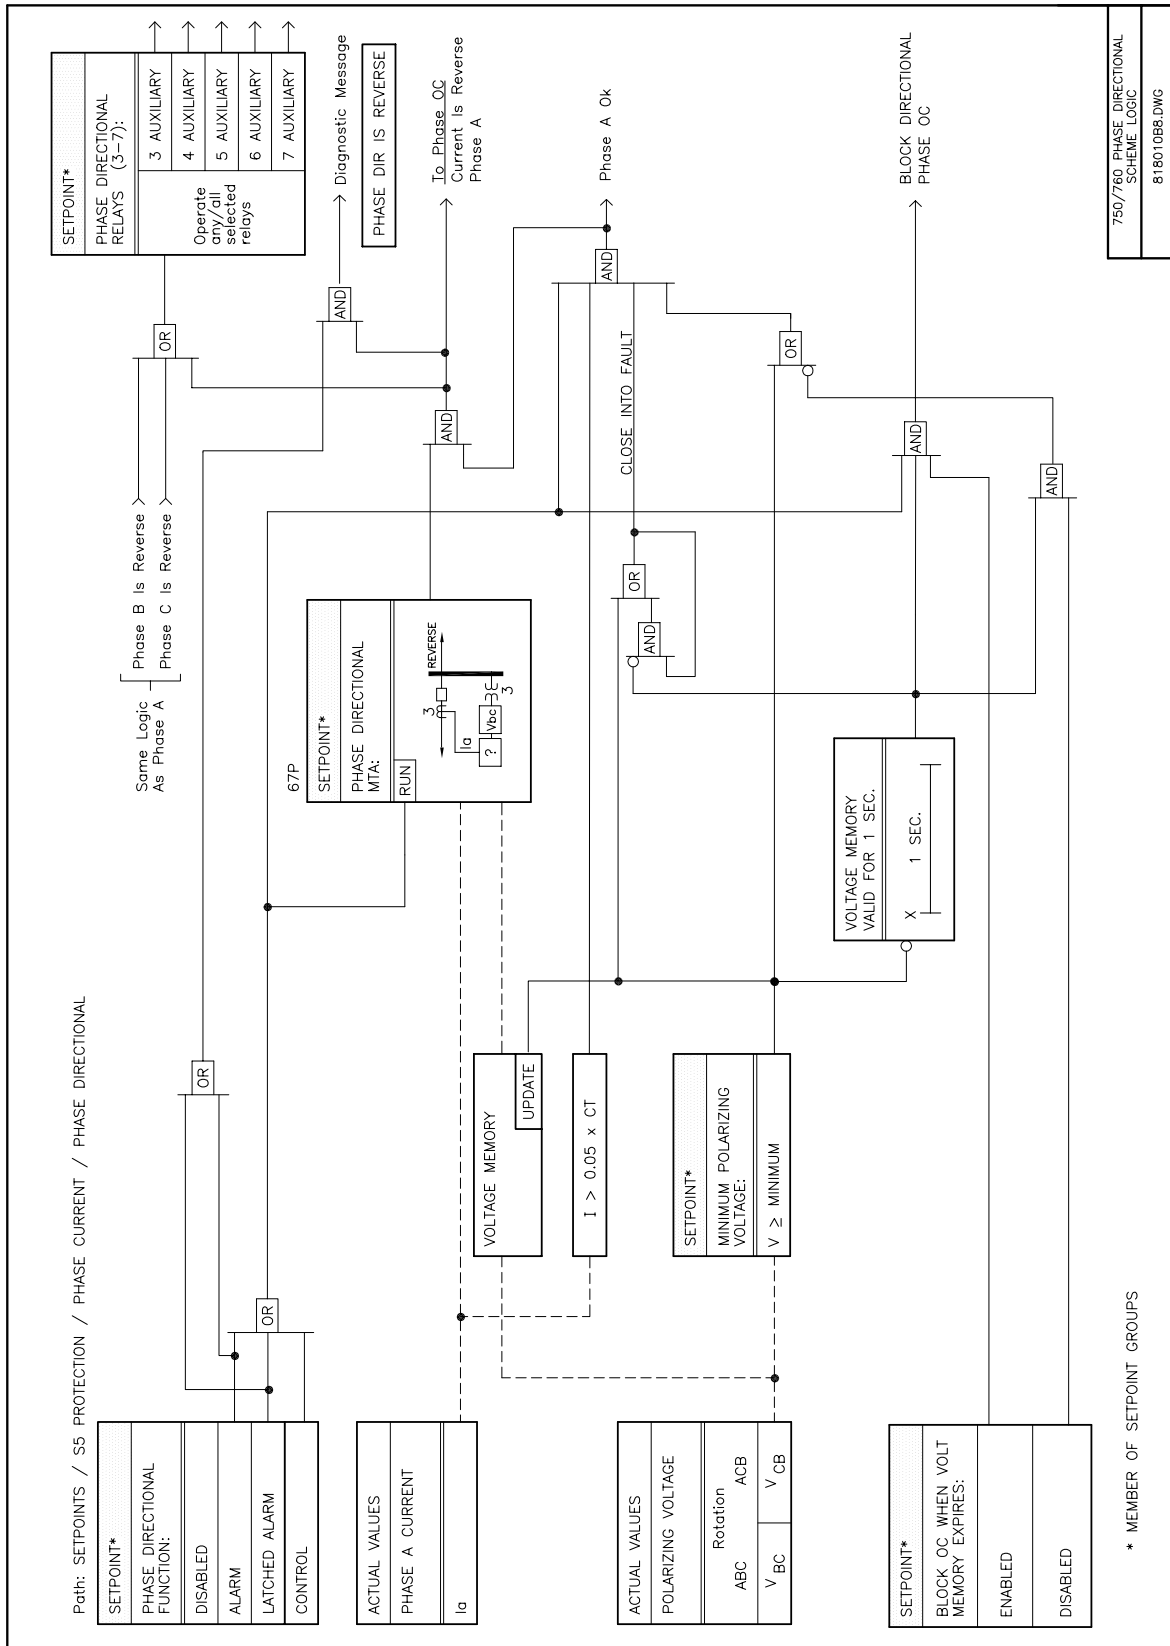 Path: SETPOINTS / S5 PROTECTION / PHASE CURRENT / PHASE DIRECTIONAL
SETPOINT*
PHASE DIRECTIONAL
FUNCTION:
DISABLED
ALARM
LATCHED ALARM
CONTROL
OR
OR
ACTUAL VALUES
PHASE A CURRENT
Ia
ACTUAL VALUES
POLARIZING VOLTAGE
Rotation
ABC ACB
V BC V CB
SETPOINT*
BLOCK OC WHEN VOLT
MEMORY EXPIRES:
ENABLED
DISABLED
* MEMBER OF SETPOINT GROUPS
VOLTAGE MEMORY
UPDATE
I > 0.05 x CT
SETPOINT*
MINIMUM POLARIZING
VOLTAGE:
V ≥ MINIMUM
Same Logic
As Phase A
Phase B Is Reverse
Phase C Is Reverse
67P
SETPOINT*
PHASE DIRECTIONAL
MTA:
RUN
REVERSE
3
Ia
?
Vbc
3
VOLTAGE MEMORY
VALID FOR 1 SEC.
X
1 SEC.
AND
OR
CLOSE INTO FAULT
OR
AND
AND
AND
AND
OR
AND
AND
OR
SETPOINT*
PHASE DIRECTIONAL
RELAYS (3-7):
Operate
any/all
selected
relays
3 AUXILIARY
4 AUXILIARY
5 AUXILIARY
6 AUXILIARY
7 AUXILIARY
Diagnostic Message
PHASE DIR IS REVERSE
To Phase OC
Current Is Reverse
Phase A
Phase A Ok
BLOCK DIRECTIONAL
PHASE OC
750/760 PHASE DIRECTIONAL
SCHEME LOGIC
818010B8.DWG